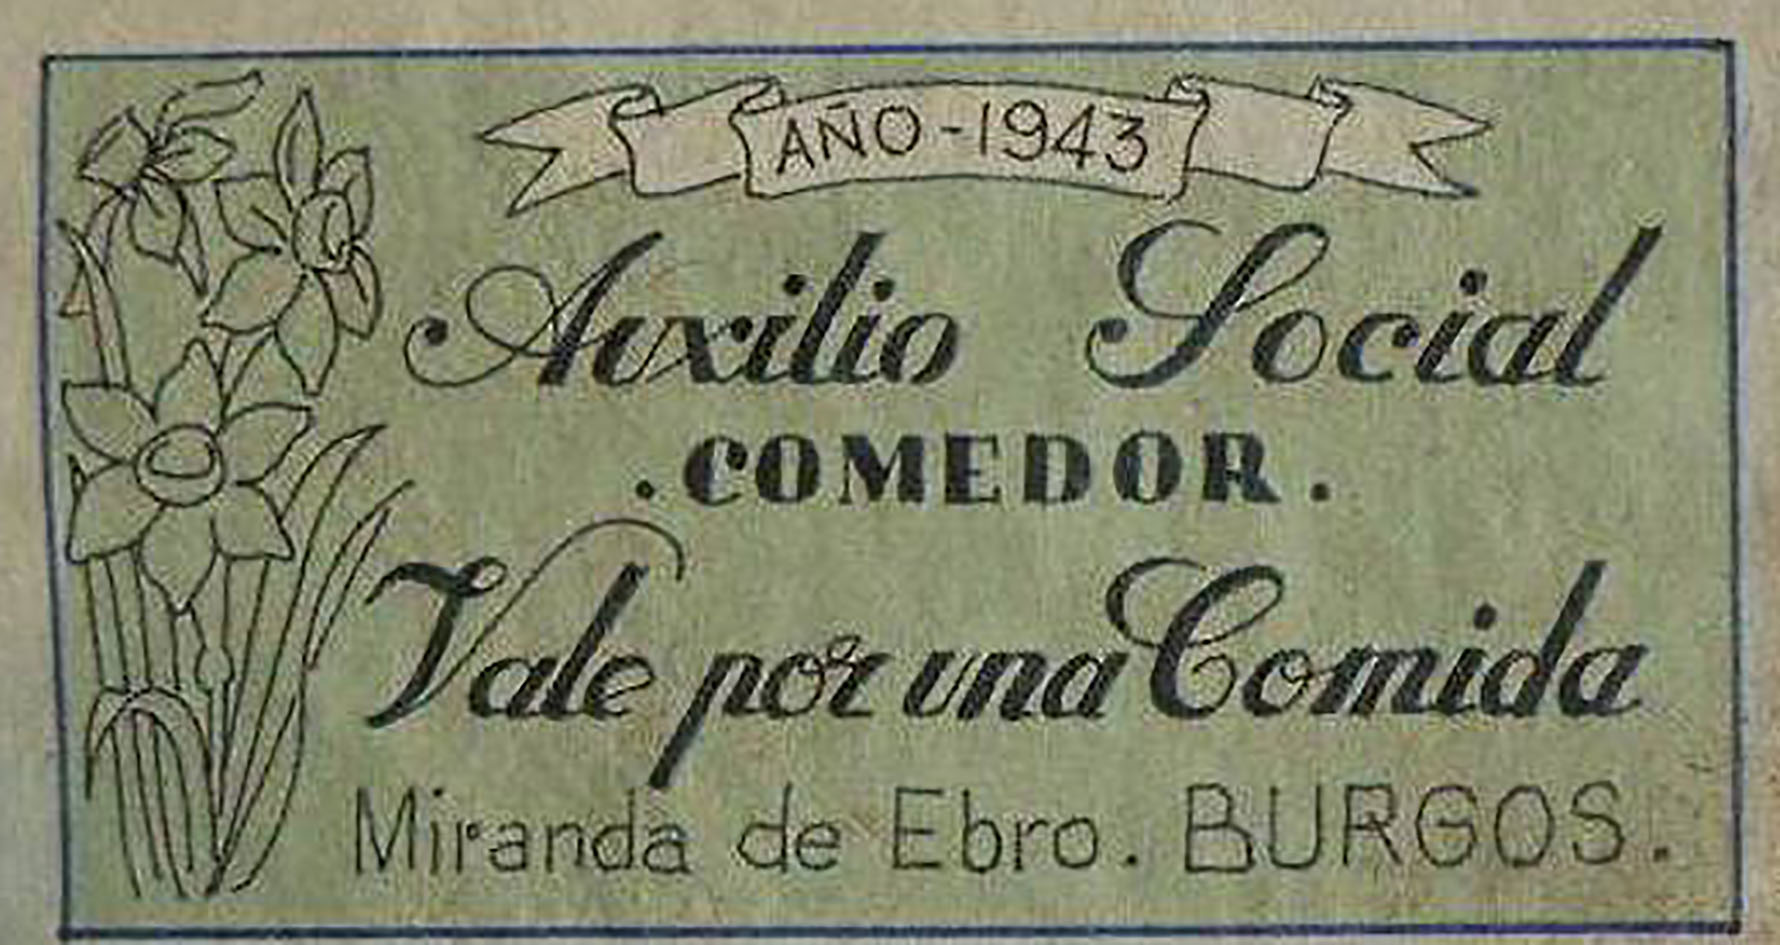 AÑO-1943
Auxilio Social
.COMEDOR.
Vale por una Comida
Miranda de Ebro. BURGOS.